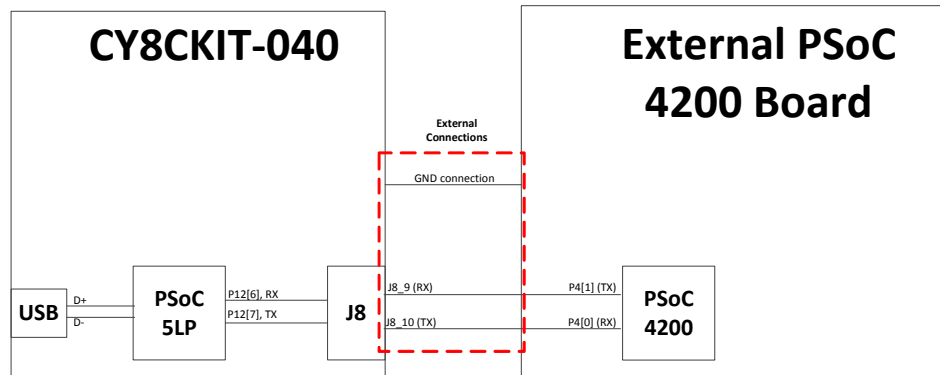 CY8CKIT-040
External PSoC
4200 Board
External
Connections
GND connection
USB
D+
D-
PSoC
5LP
P12[6], RX
P12[7], TX
J8
J8_9 (RX)
J8_10 (TX)
P4[1] (TX)
P4[0] (RX)
PSoC
4200